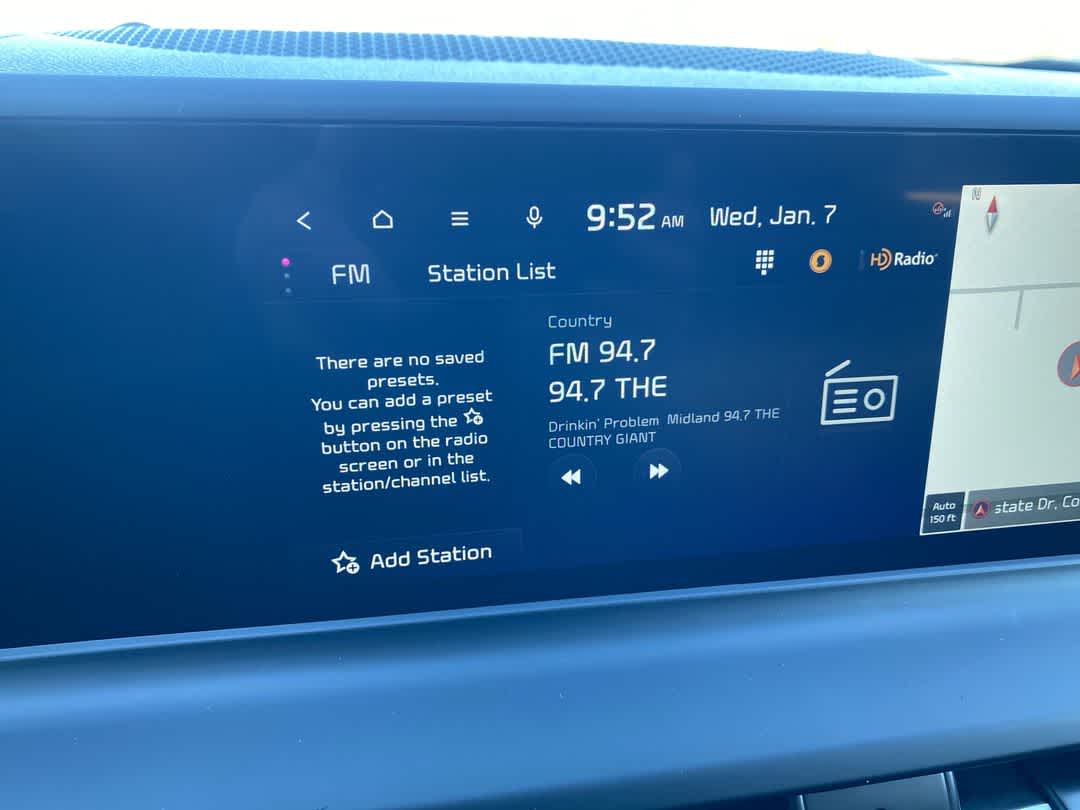 9:52 AM Wed, Jan. 7
N
FM Station List HD Radio
There are no saved
presets.
You can add a preset
by pressing the
button on the radio
screen or in the
station/channel list.
Add Station
Country
FM 94.7
94.7 THE
Drinkin' Problem Midland 94.7 THE
COUNTRY GIANT
Auto
150 ft
state Dr, Co